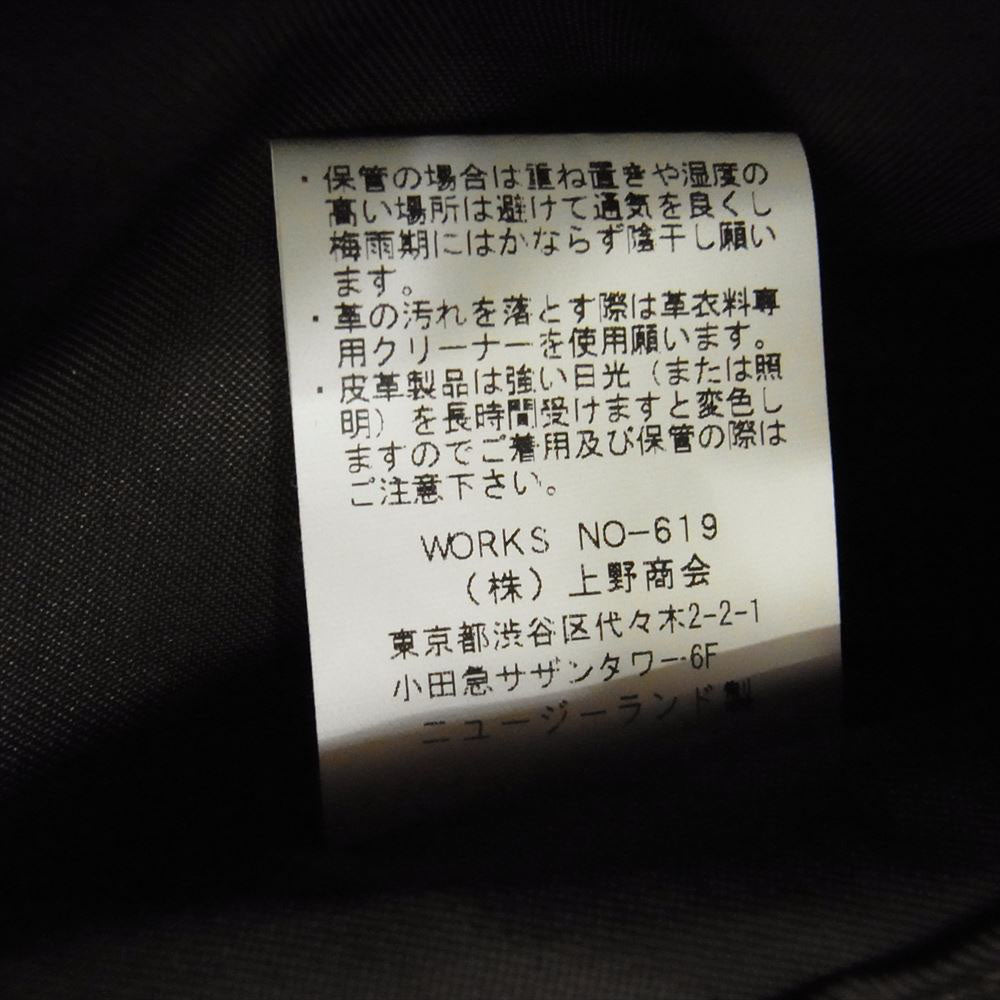 ・保管の場合は重ね置きや湿度の
高い場所は避けて通気を良くし
梅雨期にはかならず陰干し願い
ます。
・革の汚れを落とす際は革衣料専
用クリーナーを使用願います。
・皮革製品は強い日光（または照
明）を長時間受けますと変色し
ますのでご着用及び保管の際は
ご注意下さい。
WORKS NO-619
（株）上野商会
東京都渋谷区代々木2-2-1
小田急サザンタワー6F
ニュージーランド製